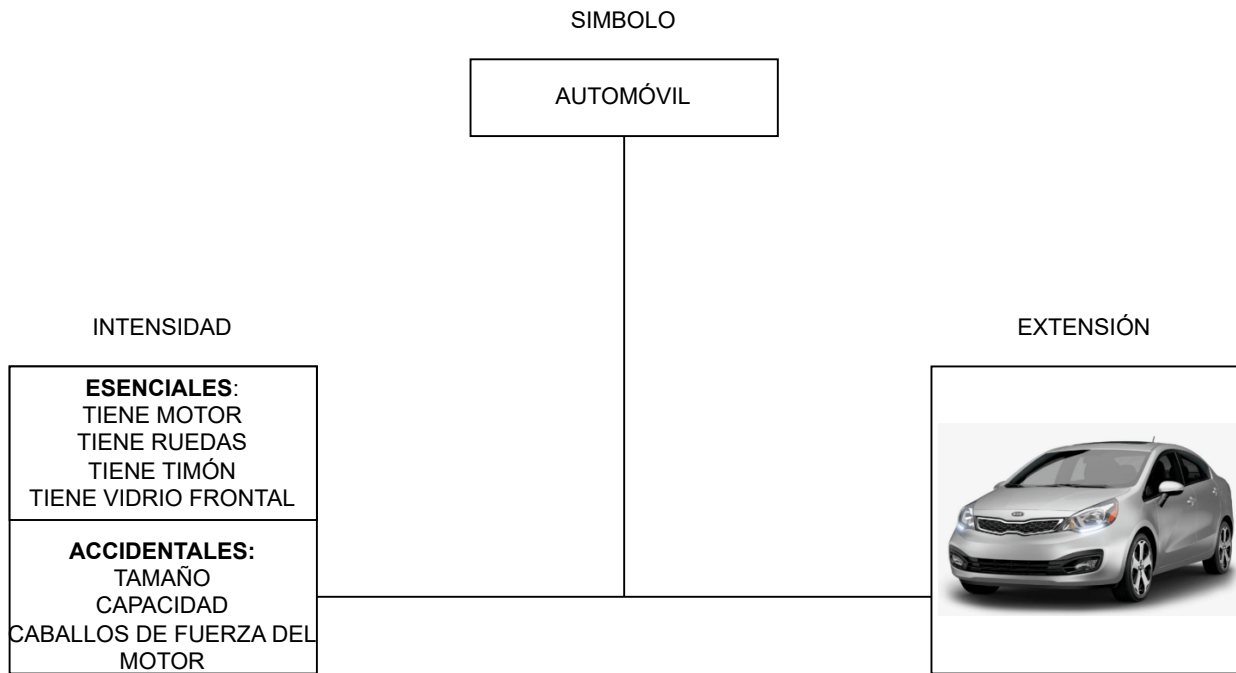 SIMBOLO
AUTOMÓVIL
INTENSIDAD
EXTENSIÓN
ESENCIALES:
TIENE MOTOR
TIENE RUEDAS
TIENE TIMÓN
TIENE VIDRIO FRONTAL
ACCIDENTALES:
TAMAÑO
CAPACIDAD
CABALLOS DE FUERZA DEL
MOTOR